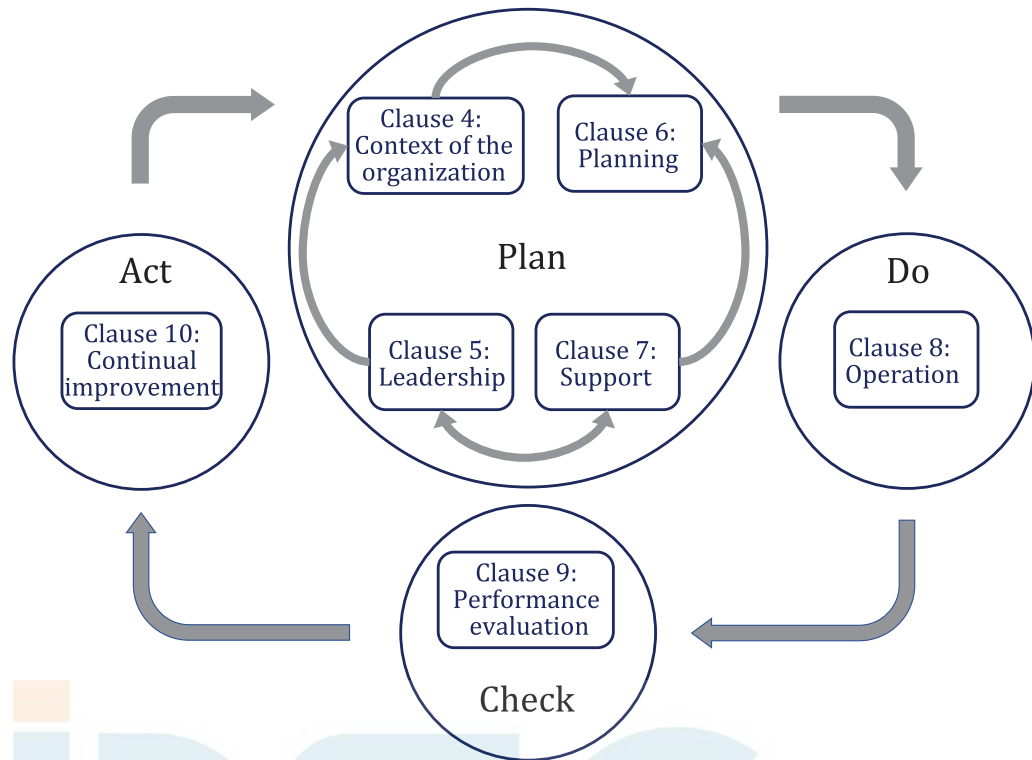 Clause 4:
Context of the
organization
Clause 6:
Planning
Plan
Clause 5:
Leadership
Clause 7:
Support
Do
Clause 8:
Operation
Clause 9:
Performance
evaluation
Check
Act
Clause 10:
Continual
improvement